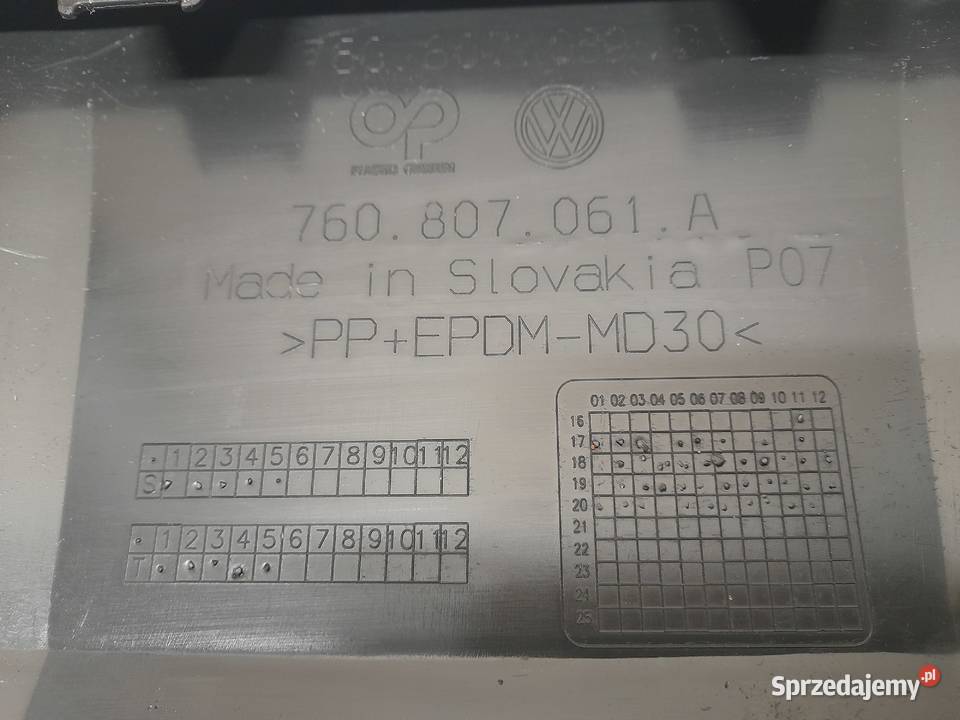 760.807.061.A
Made in Slovakia P07
>PP+EPDM-MD30<
1 2 3 4 5 6 7 8 9 10 11 12
S
1 2 3 4 5 6 7 8 9 10 11 12
T
01 02 03 04 05 06 07 08 09 10 11 12
16
17
18
19
20
21
22
23
24
25
Sprzedajemy.pl